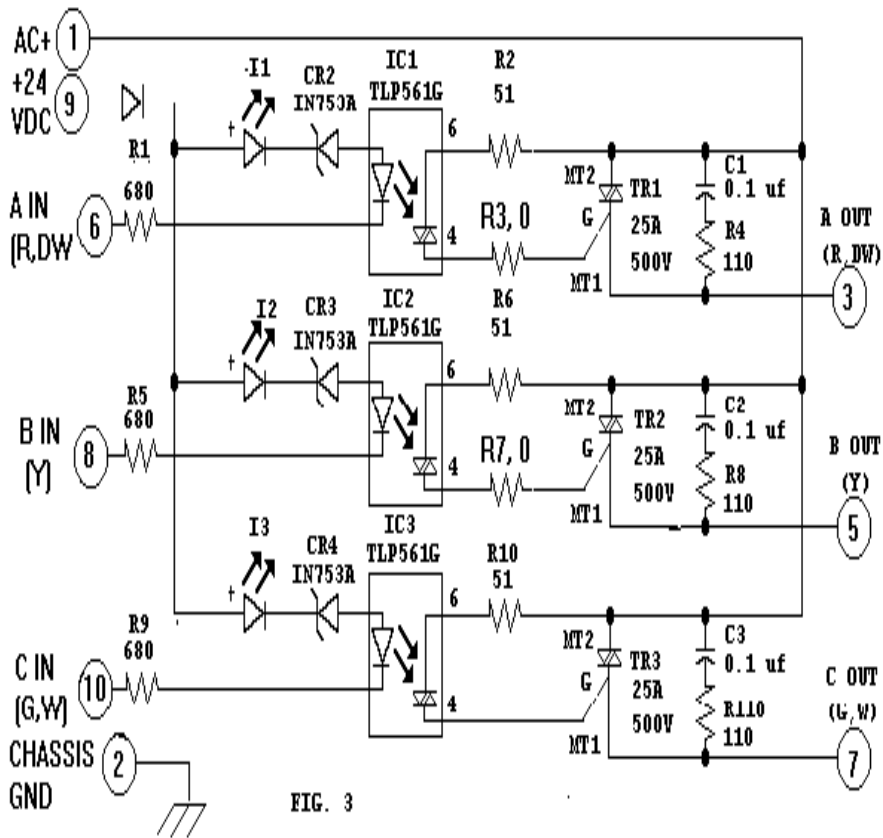 AC+
1
+24
VDC
9
I1
CR2
IN753A
IC1
TLP561G
R2
51
6
R1
680
A IN
(R,DW
6
4
R3, 0
MT2
G
MT1
TR1
25A
500V
C1
0.1 uf
R4
110
A OUT
(R,DW)
3
I2
CR3
IN753A
IC2
TLP561G
R6
51
6
R5
680
B IN
(Y)
8
4
R7, 0
MT2
G
MT1
TR2
25A
500V
C2
0.1 uf
R8
110
B OUT
(Y)
5
I3
CR4
IN753A
IC3
TLP561G
R10
51
6
R9
680
C IN
(G,W)
10
4
MT2
G
MT1
TR3
25A
500V
C3
0.1 uf
R110
110
C OUT
(G,W)
7
CHASSIS
GND
2
FIG. 3